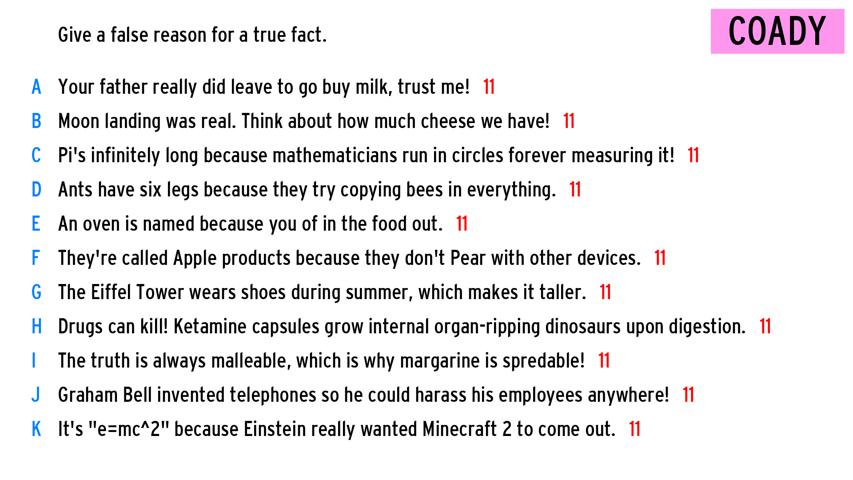 Give a false reason for a true fact.
COADY
A Your father really did leave to go buy milk, trust me! 11
B Moon landing was real. Think about how much cheese we have! 11
C Pi's infinitely long because mathematicians run in circles forever measuring it! 11
D Ants have six legs because they try copying bees in everything. 11
E An oven is named because you of in the food out. 11
F They're called Apple products because they don't Pear with other devices. 11
G The Eiffel Tower wears shoes during summer, which makes it taller. 11
H Drugs can kill! Ketamine capsules grow internal organ-ripping dinosaurs upon digestion. 11
I The truth is always malleable, which is why margarine is spredable! 11
J Graham Bell invented telephones so he could harass his employees anywhere! 11
K It's "e=mc^2" because Einstein really wanted Minecraft 2 to come out. 11